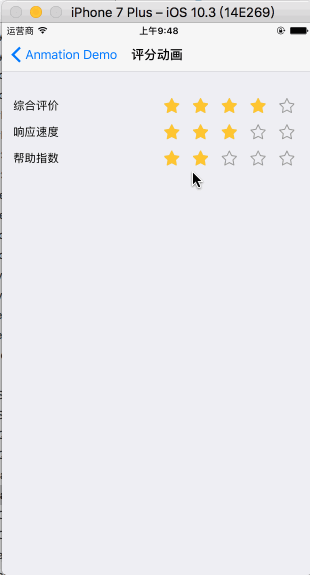 iPhone 7 Plus – iOS 10.3 (14E269)
运营商 上午9:48
Anmation Demo 评分动画
综合评价
响应速度
帮助指数